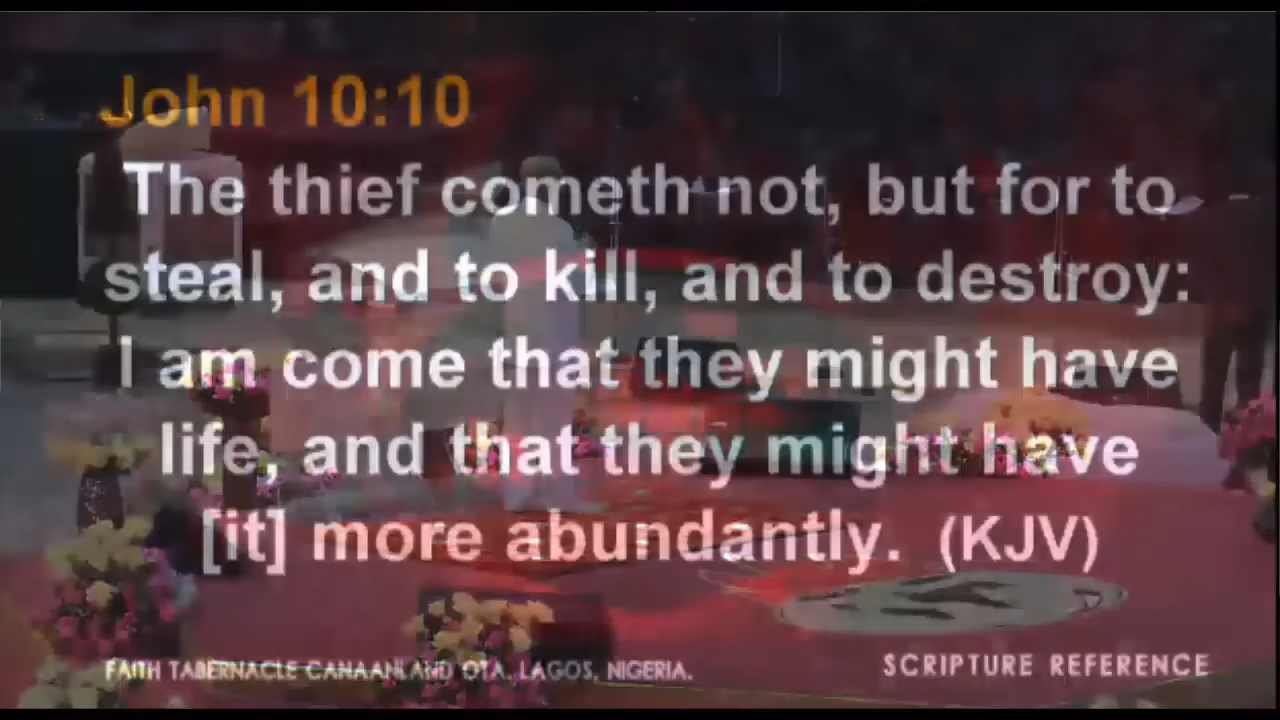 John 10:10
The thief cometh not, but for to
steal, and to kill, and to destroy:
I am come that they might have
life, and that they might have
[it] more abundantly. (KJV)
FAITH TABERNACLE CANAANLAND OTA, LAGOS, NIGERIA.
SCRIPTURE REFERENCE